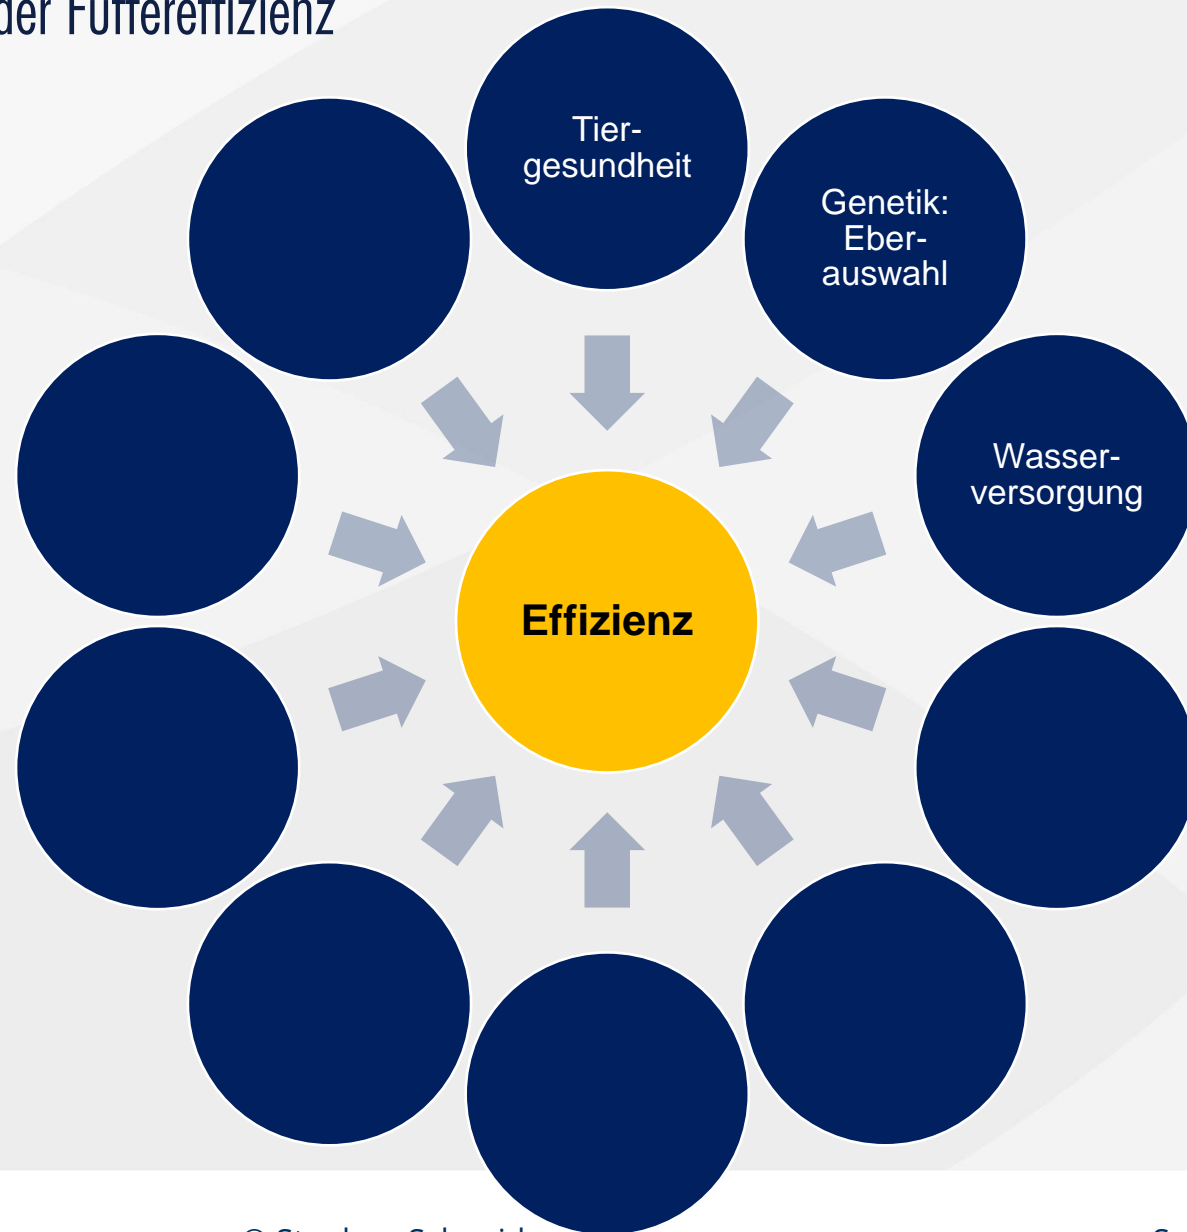 der Futtereffizienz
Tier-
gesundheit
Genetik:
Eber-
auswahl
Wasser-
versorgung
Effizienz